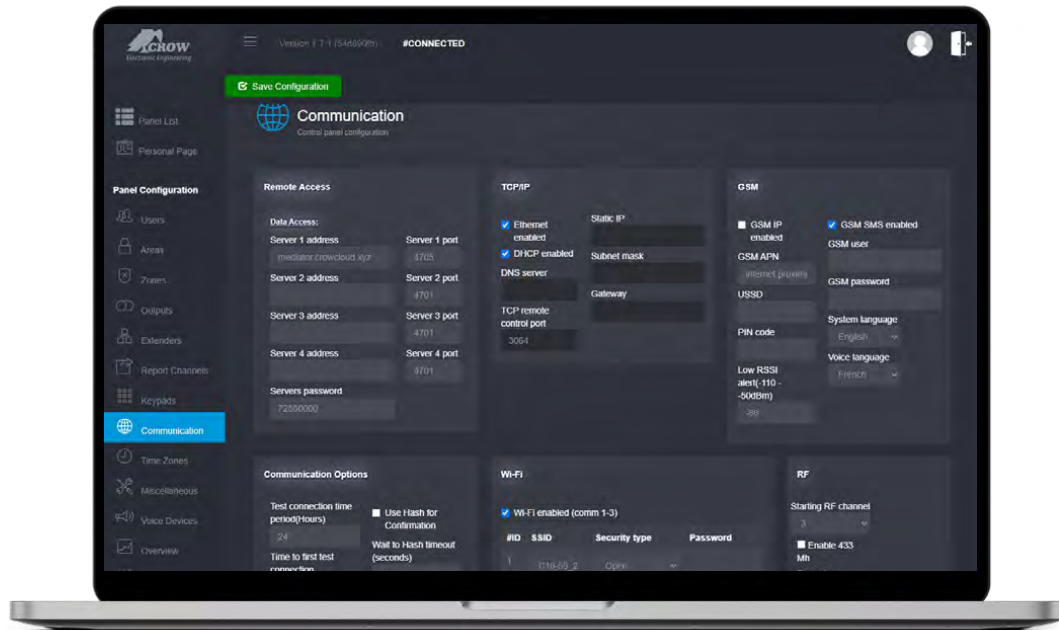 CROW
Electronic Engineering
#CONNECTED
Save Configuration
Communication
Control panel configuration
Panel List
Personal Page
Panel Configuration
Users
Areas
Zones
Outputs
Extenders
Report Channels
Keypads
Communication
Time Zones
Miscellaneous
Voice Devices
Overview
Remote Access
Data Access:
Server 1 address
Server 1 port
mediator.crowcloud.xyz
4705
Server 2 address
Server 2 port
4701
Server 3 address
Server 3 port
4701
Server 4 address
Server 4 port
4701
Servers password
72550000
TCP/IP
Ethernet
enabled
DHCP enabled
DNS server
TCP remote
control port
3064
Static IP
Subnet mask
Gateway
GSM
GSM IP
enabled
GSM APN
internet.proximu
USSD
PIN code
Low RSSI
alert(-110 -
-50dBm)
-80
GSM SMS enabled
GSM user
GSM password
System language
English
Voice language
French
Communication Options
Test connection time
period(Hours)
24
Time to first test
connection
Use Hash for
Confirmation
Wait to Hash timeout
(seconds)
Wi-Fi
Wi-Fi enabled (comm 1-3)
#ID SSID Security type Password
1 Open
RF
Starting RF channel
3
Enable 433
Mh